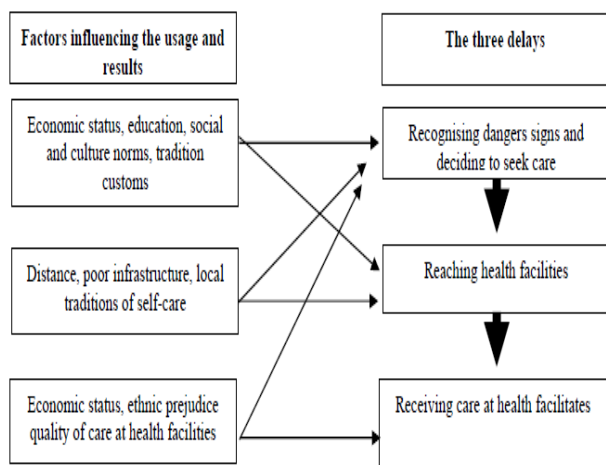 Factors influencing the usage and
results
The three delays
Economic status, education, social
and culture norms, tradition
customs
Recognising dangers signs and
deciding to seek care
Distance, poor infrastructure, local
traditions of self-care
Reaching health facilities
Economic status, ethnic prejudice
quality of care at health facilities
Receiving care at health facilitates